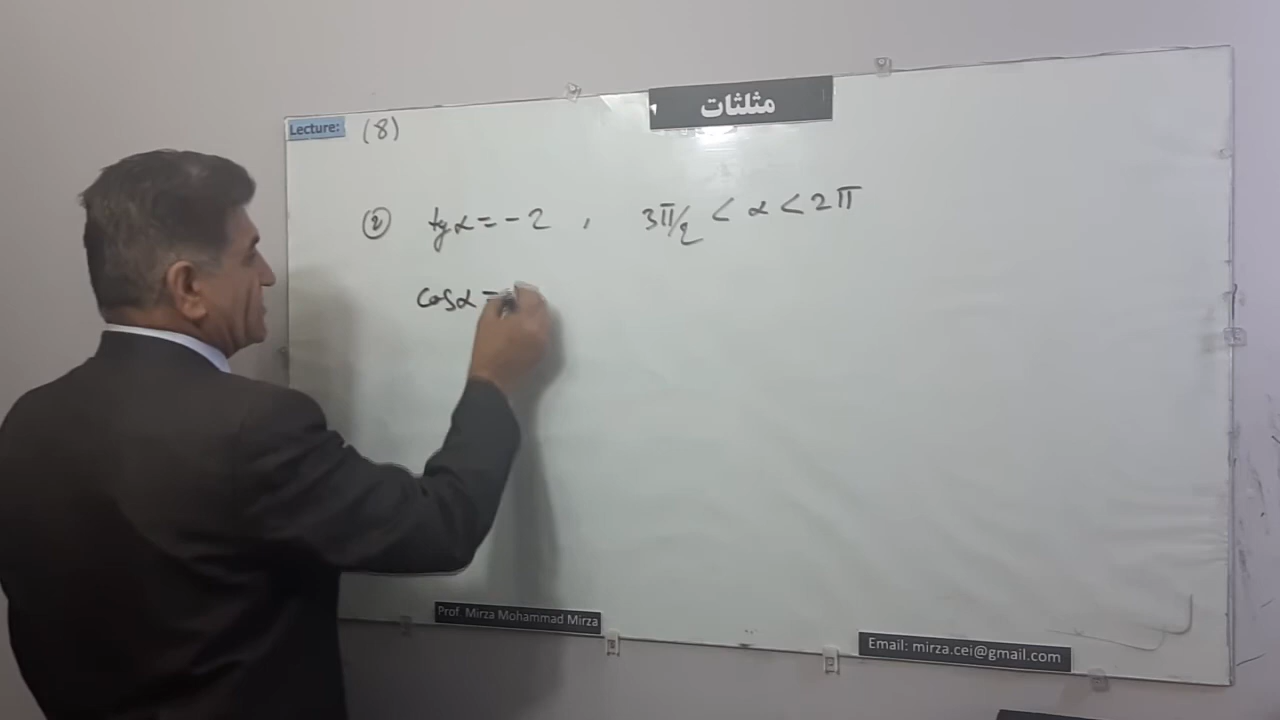 مثلثات
Lecture: (8)
② tgα = -2 , 3π/2 < α < 2π
cosα =
Prof. Mirza Mohammad Mirza
Email: mirza.cei@gmail.com